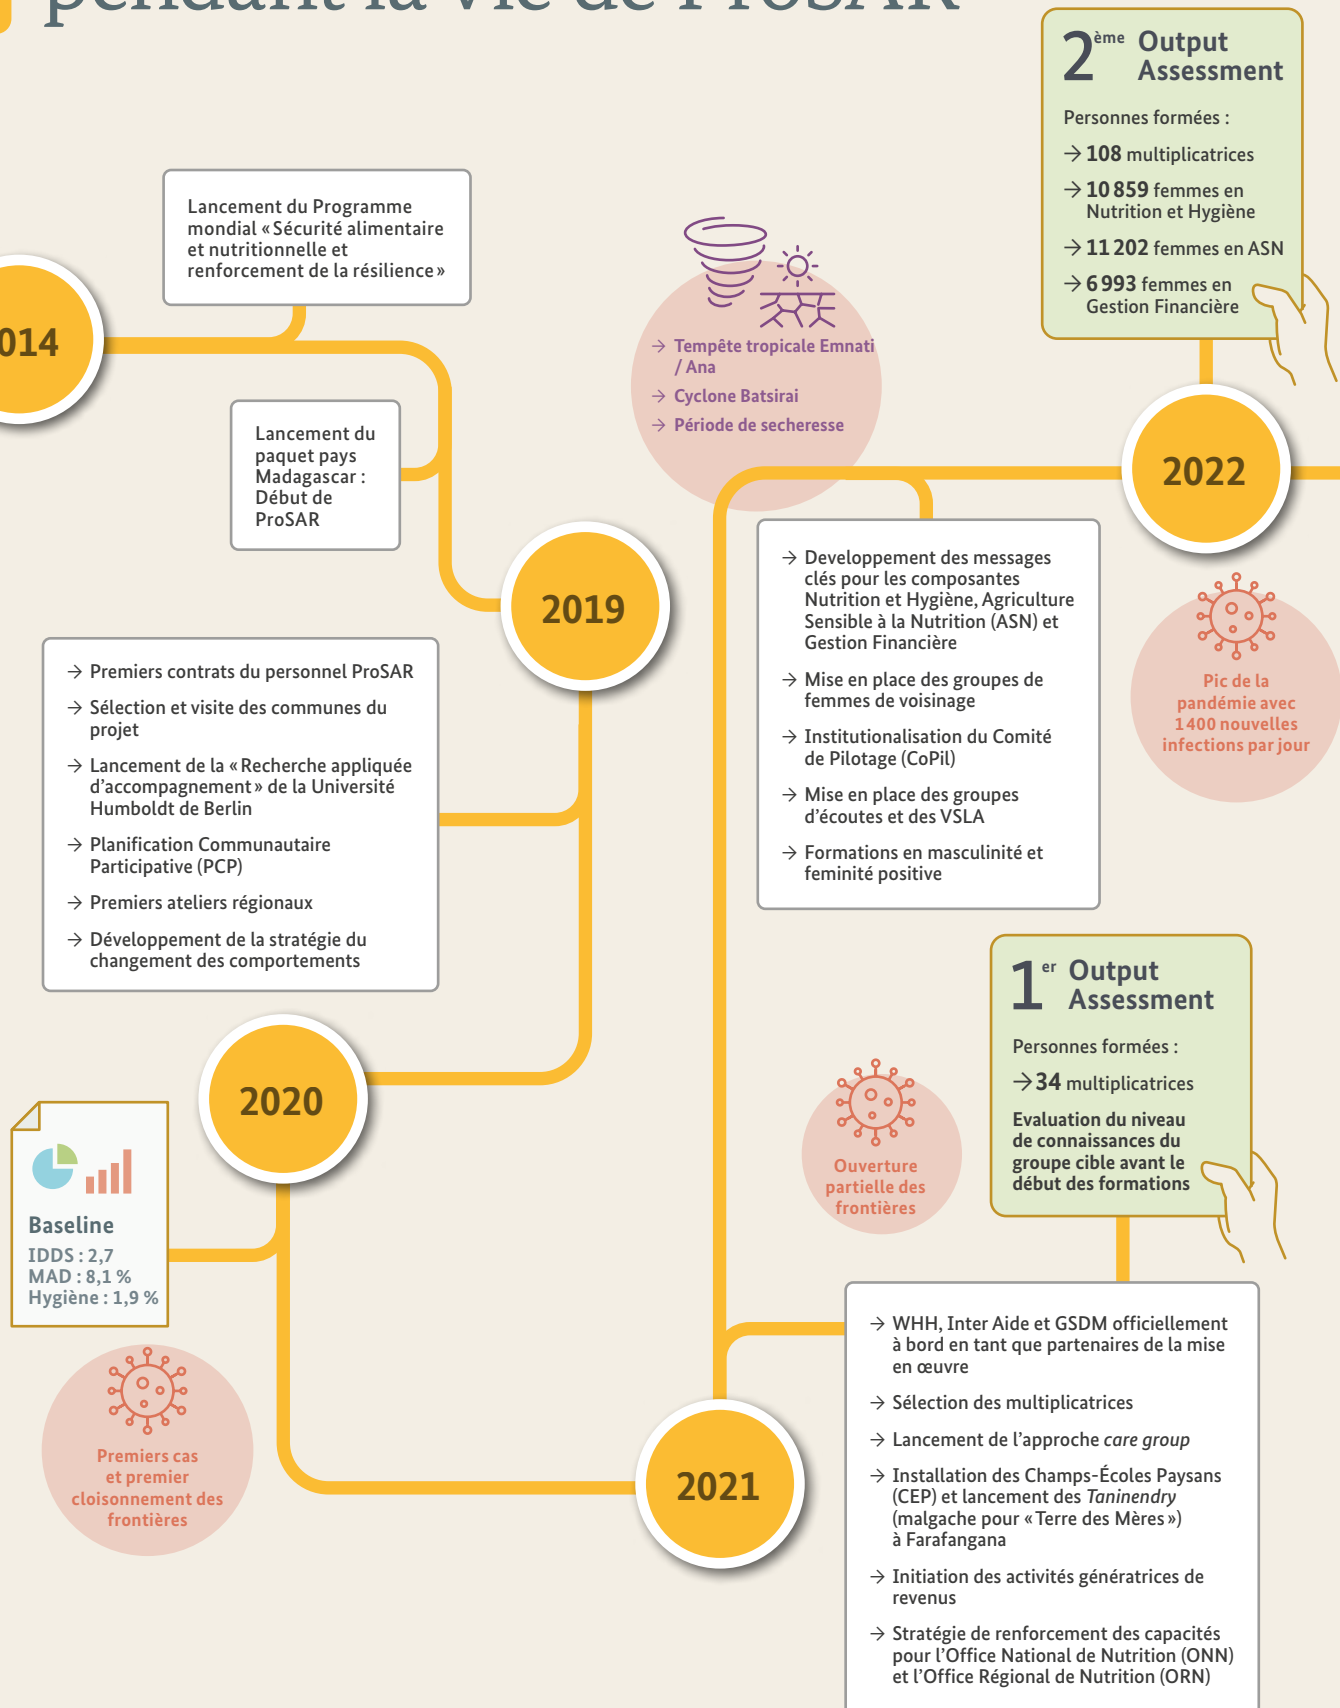 pendant la vie de ProSAR
2014
Lancement du Programme
mondial « Sécurité alimentaire
et nutritionnelle et
renforcement de la résilience »
Lancement du
paquet pays
Madagascar :
Début de
ProSAR
2019
→ Premiers contrats du personnel ProSAR
→ Sélection et visite des communes du
projet
→ Lancement de la « Recherche appliquée
d’accompagnement » de la Université
Humboldt de Berlin
→ Planification Communautaire
Participative (PCP)
→ Premiers ateliers régionaux
→ Développement de la stratégie du
changement des comportements
2020
Baseline
IDDS : 2,7
MAD : 8,1 %
Hygiène : 1,9 %
Premiers cas
et premier
cloisonnement des
frontières
2021
→ WHH, Inter Aide et GSDM officiellement
à bord en tant que partenaires de la mise
en œuvre
→ Sélection des multiplicatrices
→ Lancement de l’approche care group
→ Installation des Champs-Écoles Paysans
(CEP) et lancement des Taninendry
(malgache pour « Terre des Mères »)
à Farafangana
→ Initiation des activités génératrices de
revenus
→ Stratégie de renforcement des capacités
pour l’Office National de Nutrition (ONN)
et l’Office Régional de Nutrition (ORN)
Ouverture
partielle des
frontières
1er Output
Assessment
Personnes formées :
→ 34 multiplicatrices
Evaluation du niveau
de connaissances du
groupe cible avant le
début des formations
→ Tempête tropicale Emnati
/ Ana
→ Cyclone Batsirai
→ Période de secheresse
2022
→ Developpement des messages
clés pour les composantes
Nutrition et Hygiène, Agriculture
Sensible à la Nutrition (ASN) et
Gestion Financière
→ Mise en place des groupes de
femmes de voisinage
→ Institutionalisation du Comité
de Pilotage (CoPil)
→ Mise en place des groupes
d’écoutes et des VSLA
→ Formations en masculinité et
feminité positive
Pic de la
pandémie avec
1 400 nouvelles
infections par jour
2ème Output
Assessment
Personnes formées :
→ 108 multiplicatrices
→ 10 859 femmes en
Nutrition et Hygiène
→ 11 202 femmes en ASN
→ 6 993 femmes en
Gestion Financière